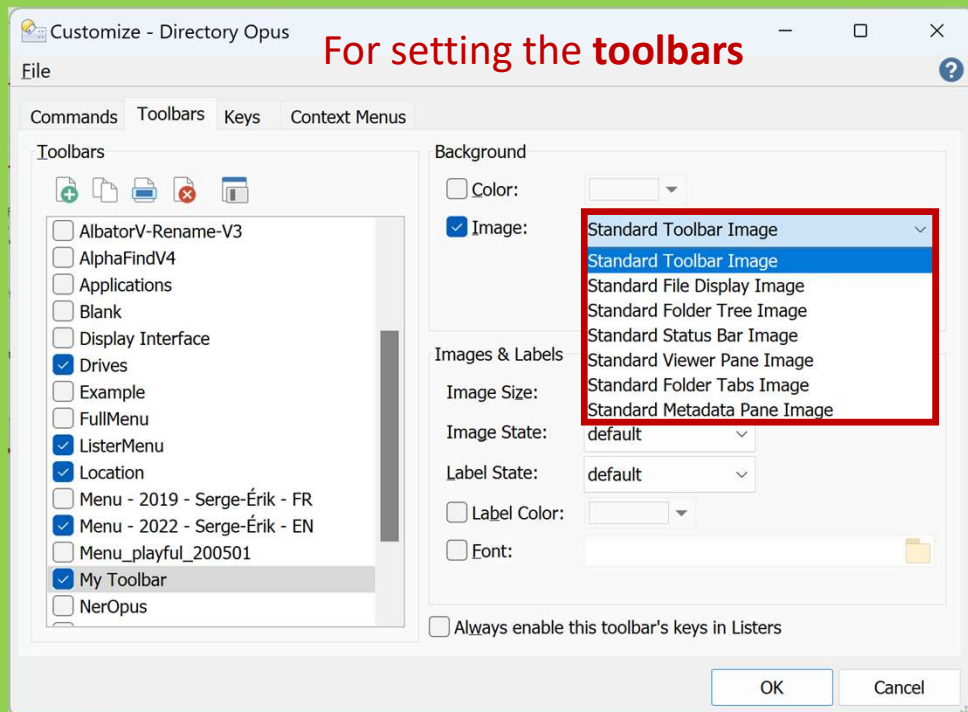 Customize - Directory Opus
For setting the toolbars
File
Commands
Toolbars
Keys
Context Menus
Toolbars
AlbatorV-Rename-V3
AlphaFindV4
Applications
Blank
Display Interface
Drives
Example
FullMenu
ListerMenu
Location
Menu - 2019 - Serge-Érik - FR
Menu - 2022 - Serge-Érik - EN
Menu_playful_200501
My Toolbar
NerOpus
Background
Color:
Image:
Standard Toolbar Image
Standard Toolbar Image
Standard File Display Image
Standard Folder Tree Image
Standard Status Bar Image
Standard Viewer Pane Image
Standard Folder Tabs Image
Standard Metadata Pane Image
Images & Labels
Image Size:
Image State:
default
Label State:
default
Label Color:
Font:
Always enable this toolbar's keys in Listers
OK
Cancel